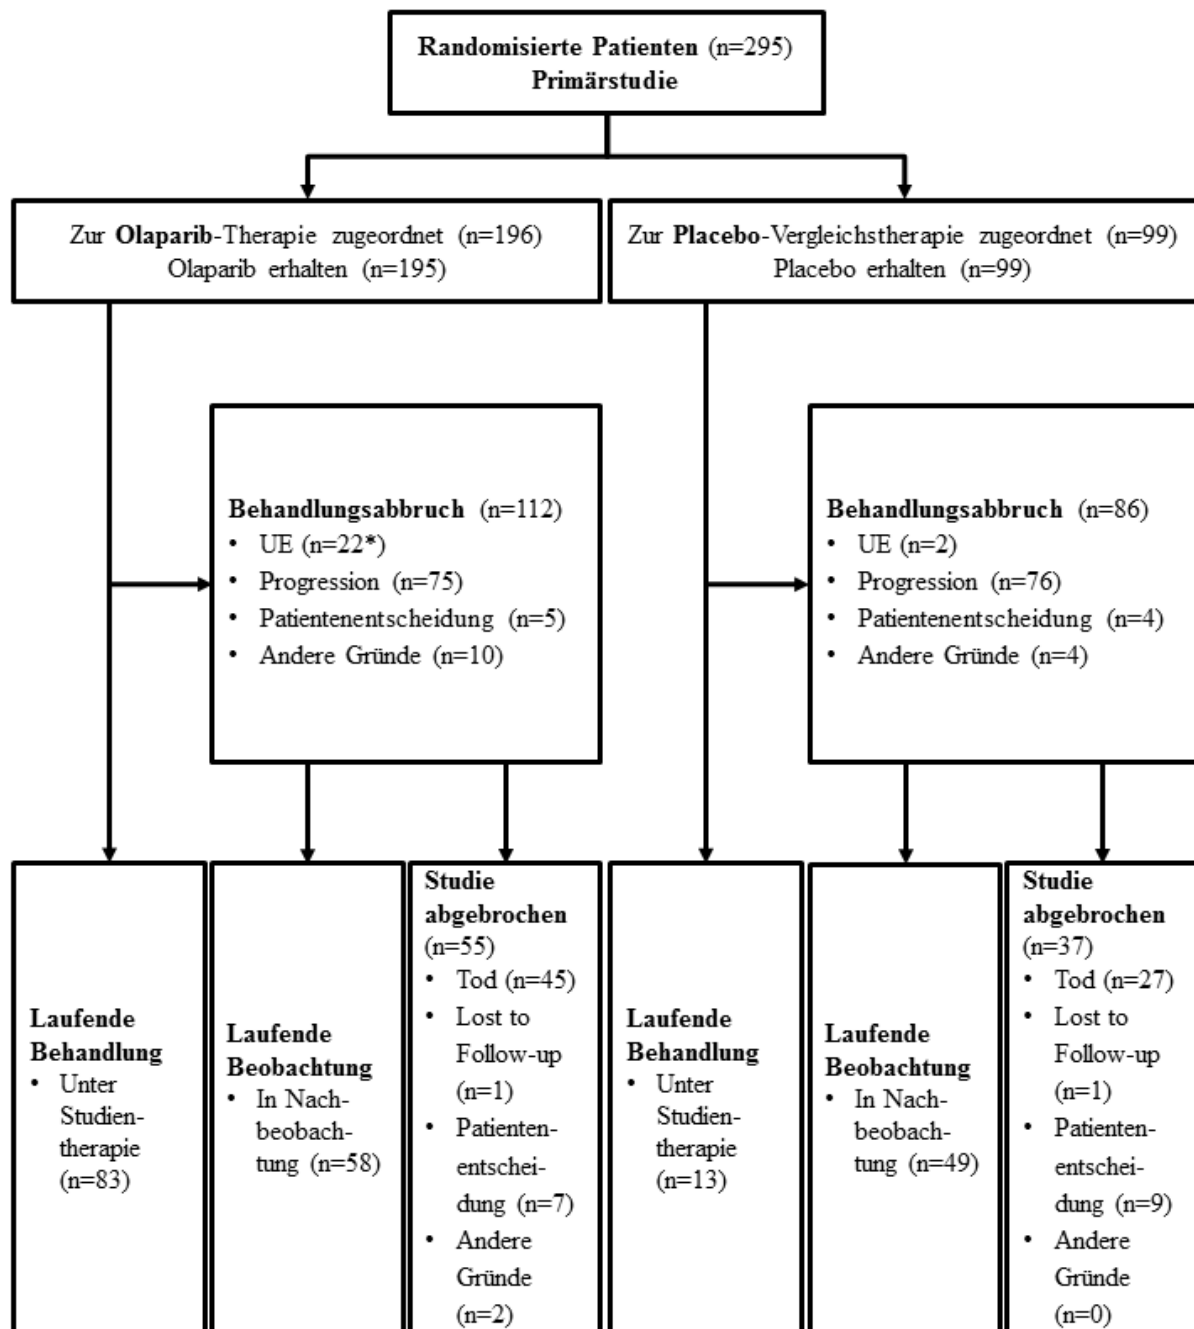 Randomisierte Patienten (n=295)
Primärstudie
Zur Olaparib-Therapie zugeordnet (n=196)
Olaparib erhalten (n=195)
Zur Placebo-Vergleichstherapie zugeordnet (n=99)
Placebo erhalten (n=99)
Behandlungsabbruch (n=112)
• UE (n=22*)
• Progression (n=75)
• Patientenentscheidung (n=5)
• Andere Gründe (n=10)
Behandlungsabbruch (n=86)
• UE (n=2)
• Progression (n=76)
• Patientenentscheidung (n=4)
• Andere Gründe (n=4)
Laufende
Behandlung
• Unter
Studien-
therapie
(n=83)
Laufende
Beobachtung
• In Nach-
beobach-
tung (n=58)
Studie
abgebrochen
(n=55)
• Tod (n=45)
• Lost to
Follow-up
(n=1)
• Patienten-
entschei-
dung (n=7)
• Andere
Gründe
(n=2)
Laufende
Behandlung
• Unter
Studien-
therapie
(n=13)
Laufende
Beobachtung
• In Nach-
beobach-
tung (n=49)
Studie
abgebrochen
(n=37)
• Tod (n=27)
• Lost to
Follow-up
(n=1)
• Patienten-
entschei-
dung (n=9)
• Andere
Gründe
(n=0)